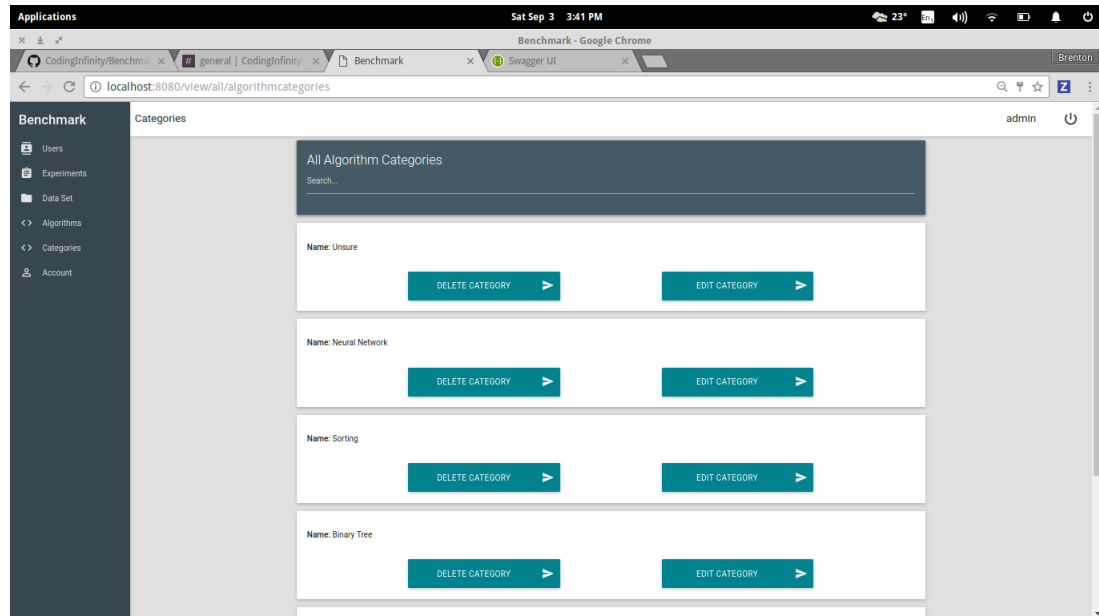 Applications Sat Sep 3 3:41 PM 23° En1
Benchmark - Google Chrome
CodingInfinity/Benchma general | CodingInfinity Benchmark Swagger UI Brenton
localhost:8080/view/all/algorithmcategories Z
Benchmark Categories admin
Users
Experiments
Data Set
Algorithms
Categories
Account
All Algorithm Categories
Search...
Name: Unsure
DELETE CATEGORY EDIT CATEGORY
Name: Neural Network
DELETE CATEGORY EDIT CATEGORY
Name: Sorting
DELETE CATEGORY EDIT CATEGORY
Name: Binary Tree
DELETE CATEGORY EDIT CATEGORY